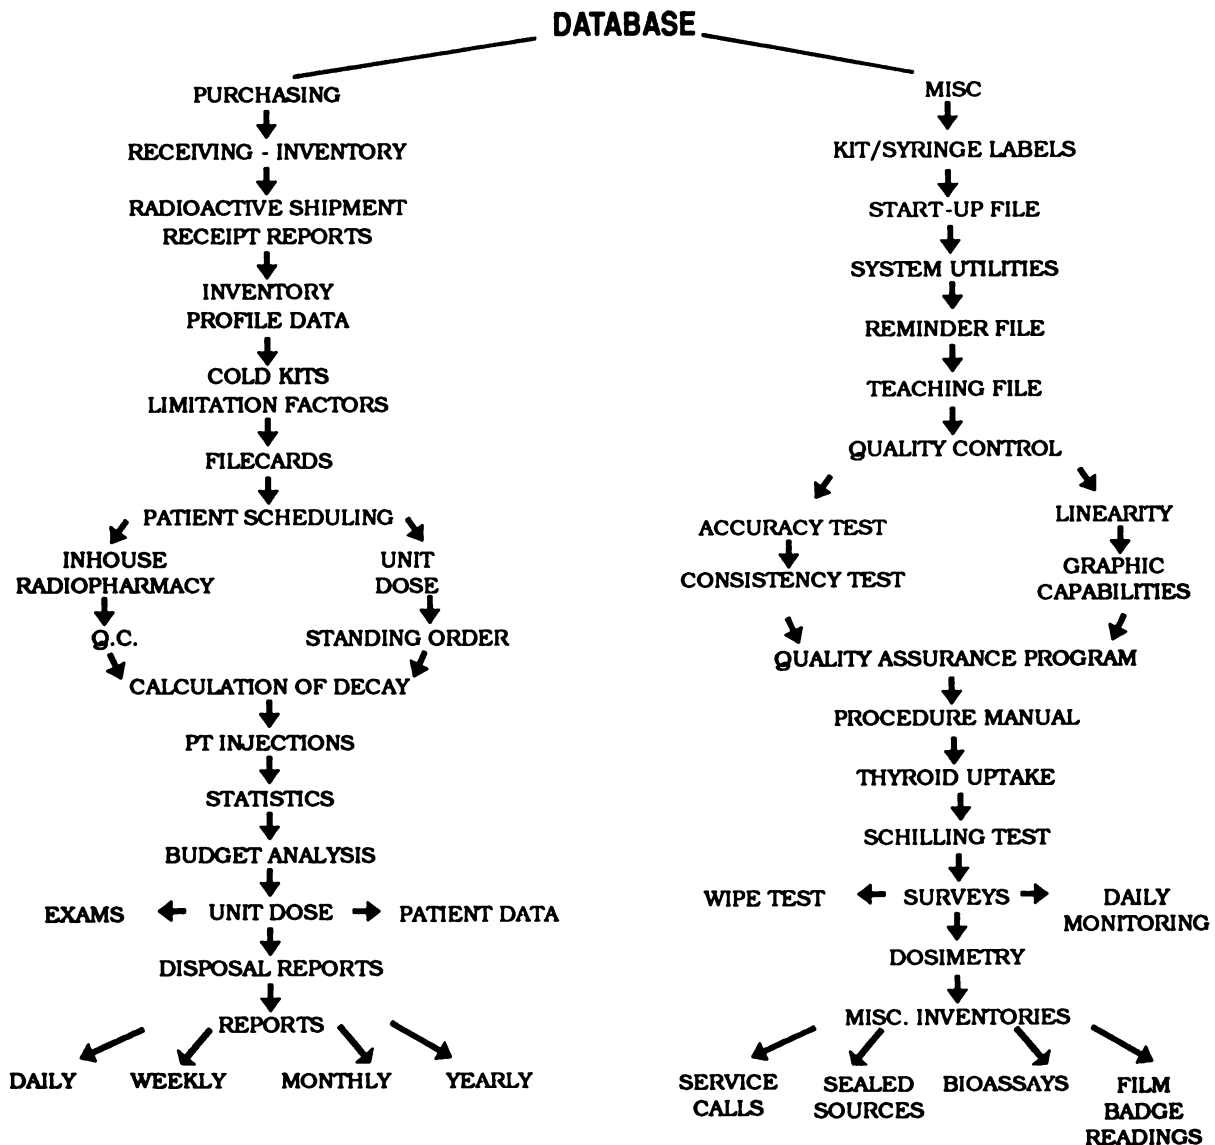 DATABASE
PURCHASING
RECEIVING - INVENTORY
RADIOACTIVE SHIPMENT
RECEIPT REPORTS
INVENTORY
PROFILE DATA
COLD KITS
LIMITATION FACTORS
FILECARDS
PATIENT SCHEDULING
INHOUSE
RADIOPHARMACY
UNIT
DOSE
Q.C.
STANDING ORDER
CALCULATION OF DECAY
PT INJECTIONS
STATISTICS
BUDGET ANALYSIS
EXAMS
UNIT DOSE
PATIENT DATA
DISPOSAL REPORTS
REPORTS
DAILY
WEEKLY
MONTHLY
YEARLY
MISC
KIT/SYRINGE LABELS
START-UP FILE
SYSTEM UTILITIES
REMINDER FILE
TEACHING FILE
QUALITY CONTROL
ACCURACY TEST
CONSISTENCY TEST
LINEARITY
GRAPHIC
CAPABILITIES
QUALITY ASSURANCE PROGRAM
PROCEDURE MANUAL
THYROID UPTAKE
SCHILLING TEST
WIPE TEST
SURVEYS
DAILY
MONITORING
DOSIMETRY
MISC. INVENTORIES
SERVICE
CALLS
SEALED
SOURCES
BIOASSAYS
FILM
BADGE
READINGS